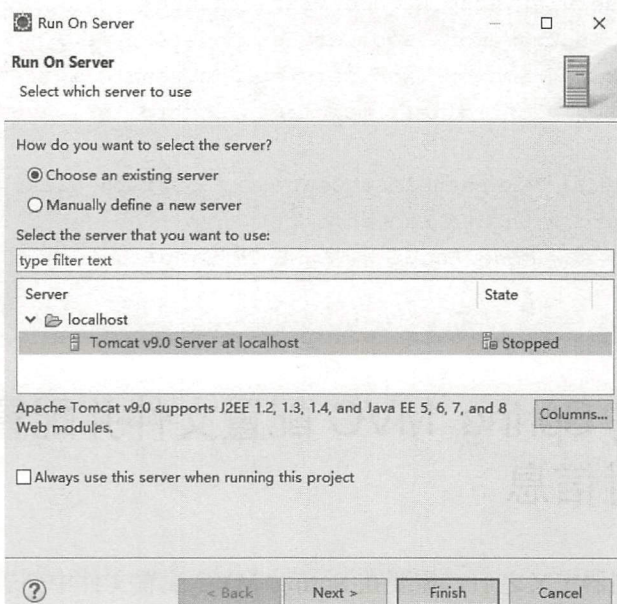 Run On Server
Run On Server
Select which server to use
How do you want to select the server?
Choose an existing server
Manually define a new server
Select the server that you want to use:
type filter text
Server State
localhost
Tomcat v9.0 Server at localhost Stopped
Apache Tomcat v9.0 supports J2EE 1.2, 1.3, 1.4, and Java EE 5, 6, 7, and 8
Web modules.
Columns...
Always use this server when running this project
< Back Next > Finish Cancel